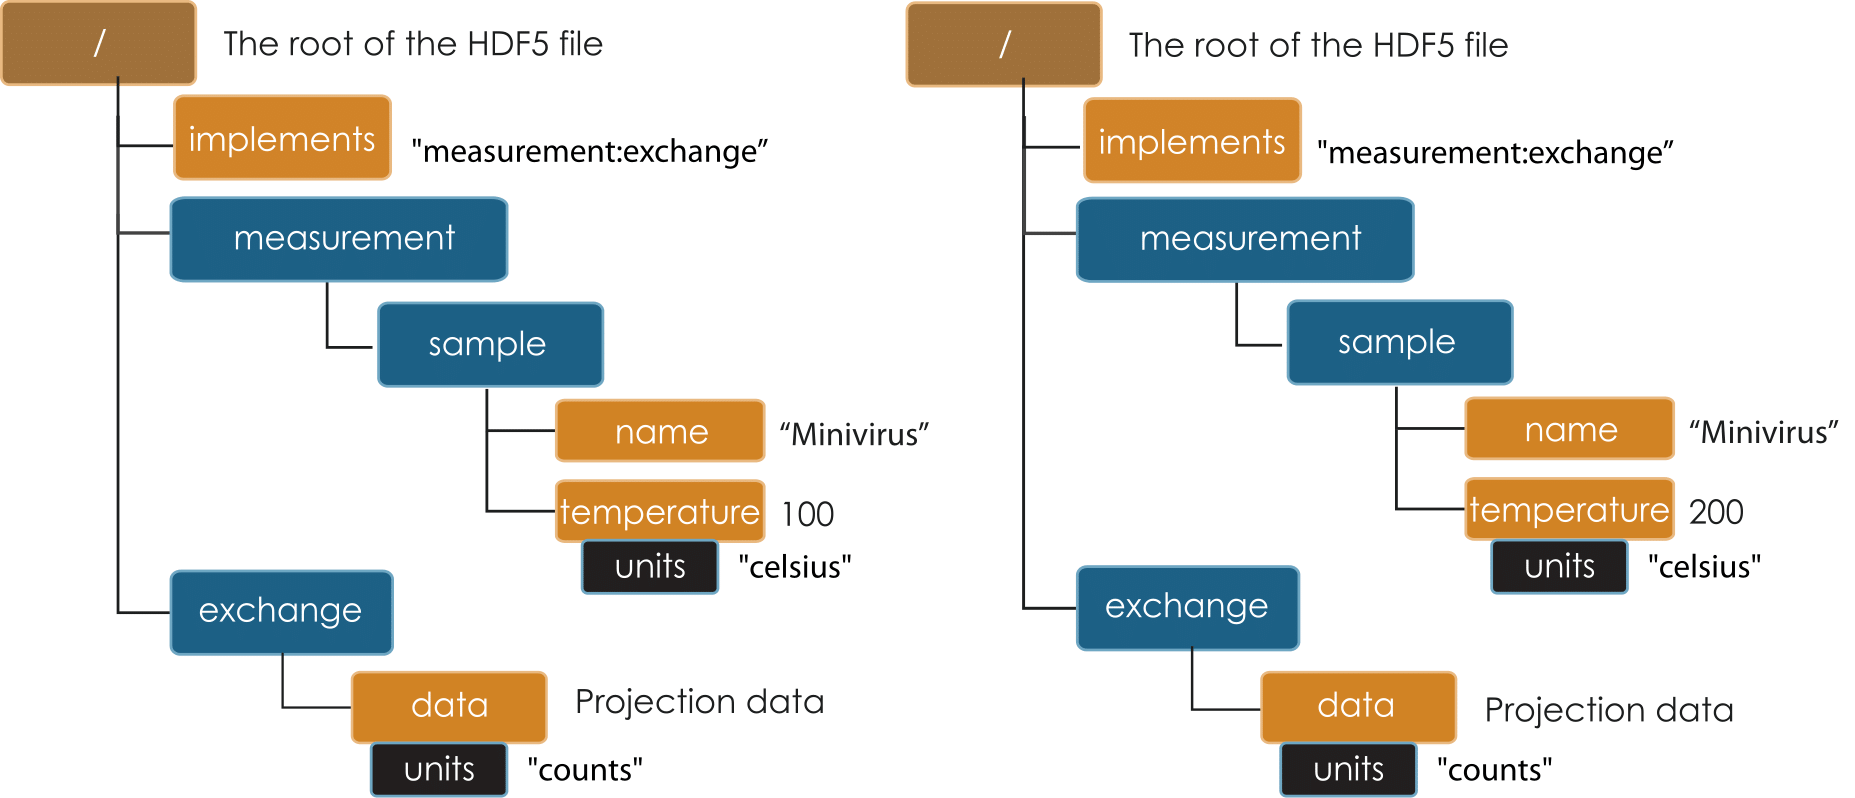 / The root of the HDF5 file
implements "measurement:exchange”
measurement
sample
name “Minivirus”
temperature 100
units "celsius"
exchange
data Projection data
units "counts"
/ The root of the HDF5 file
implements "measurement:exchange”
measurement
sample
name “Minivirus”
temperature 200
units "celsius"
exchange
data Projection data
units "counts"